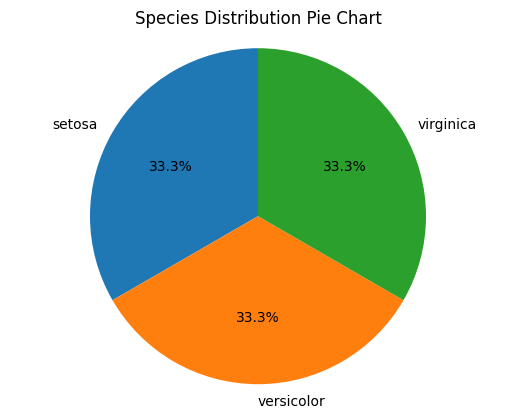 Species Distribution Pie Chart
setosa
virginica
33.3%
33.3%
33.3%
versicolor